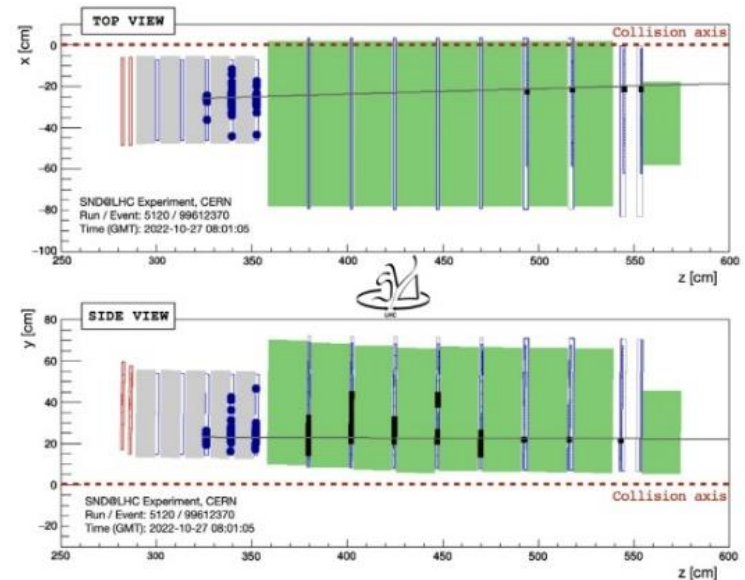 TOP VIEW
Collision axis
x [cm]
0
-20
-40
-60
-80
-100
SND@LHC Experiment, CERN
Run / Event: 5120 / 99612370
Time (GMT): 2022-10-27 08:01:05
250 300 350 400 450 500 550 600
z [cm]
LHC
SIDE VIEW
y [cm]
80
60
40
20
0
-20
Collision axis
SND@LHC Experiment, CERN
Run / Event: 5120 / 99612370
Time (GMT): 2022-10-27 08:01:05
250 300 350 400 450 500 550 600
z [cm]